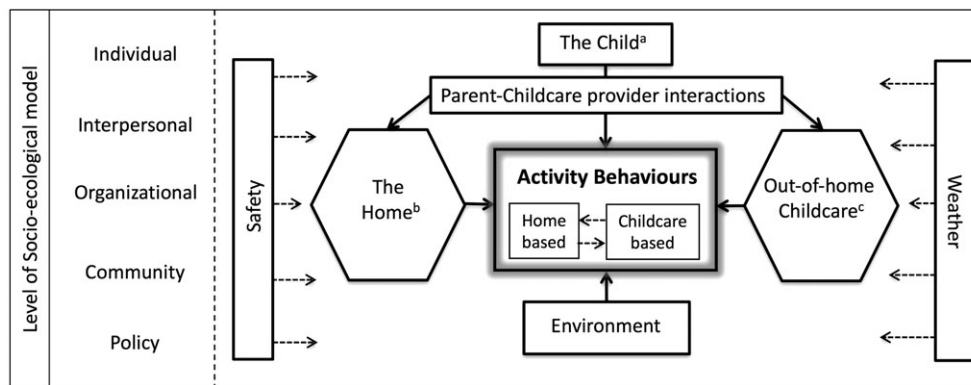 Level of Socio-ecological model
Individual
Interpersonal
Organizational
Community
Policy
Safety
The Childᵃ
Parent-Childcare provider interactions
The
Homeᵇ
Activity Behaviours
Home
based
Childcare
based
Out-of-home
Childcareᶜ
Environment
Weather